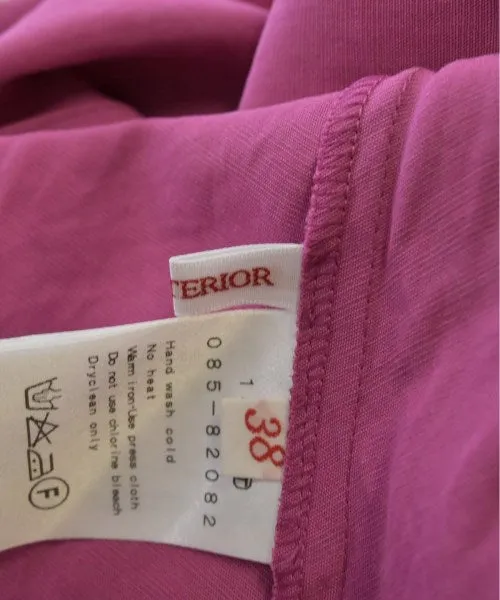 TERIOR
1 D
38
085-82082
Hand wash cold
No heat
Warm iron-Use press cloth
Do not use chlorine bleach
Dryclean only
F